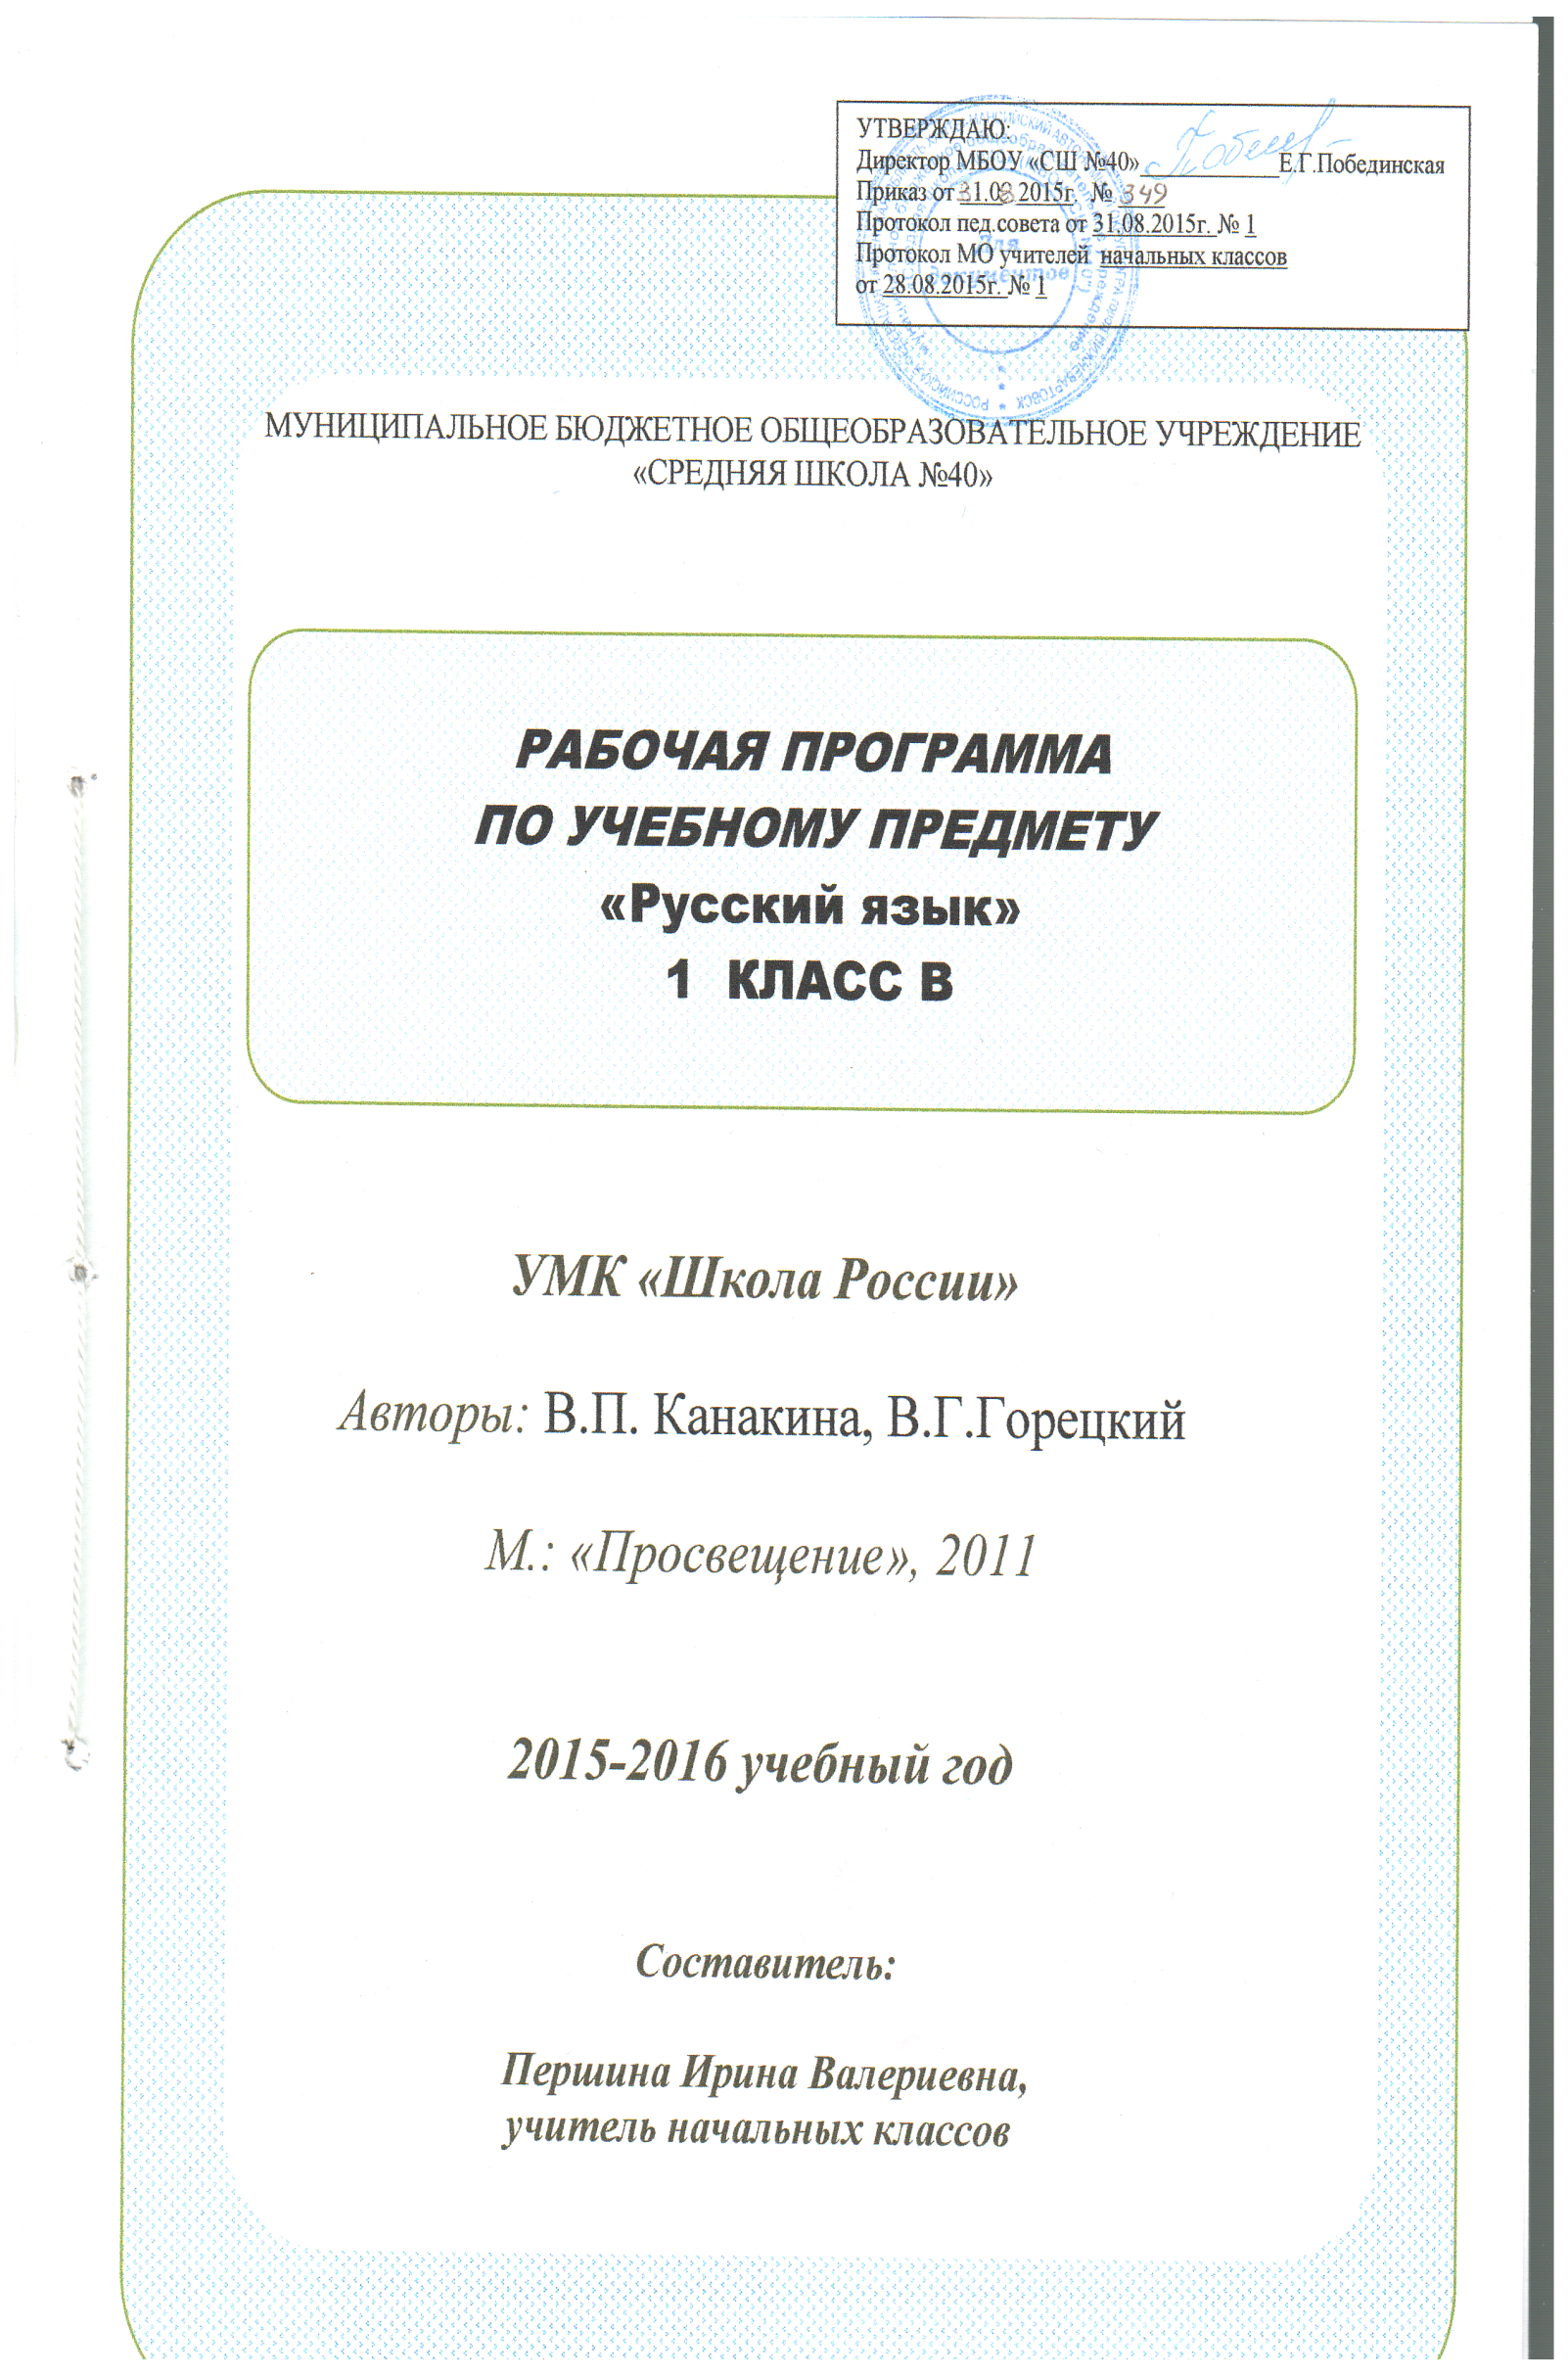 УТВЕРЖДАЮ:
Директор МБОУ «СШ №40»____________Е.Г.Побединская
Приказ от 31.08 2015г. № 349
Протокол пед.совета от 31.08.2015г. № 1
Протокол МО учителей начальных классов
от 28.08.2015г. № 1
для
документов
МУНИЦИПАЛЬНОЕ БЮДЖЕТНОЕ ОБЩЕОБРАЗОВАТЕЛЬНОЕ УЧРЕЖДЕНИЕ
«СРЕДНЯЯ ШКОЛА №40»
РАБОЧАЯ ПРОГРАММА
ПО УЧЕБНОМУ ПРЕДМЕТУ
«Русский язык»
1 КЛАСС В
УМК «Школа России»
Авторы: В.П. Канакина, В.Г.Горецкий
М.: «Просвещение», 2011
2015-2016 учебный год
Составитель:
Першина Ирина Валериевна,
учитель начальных классов